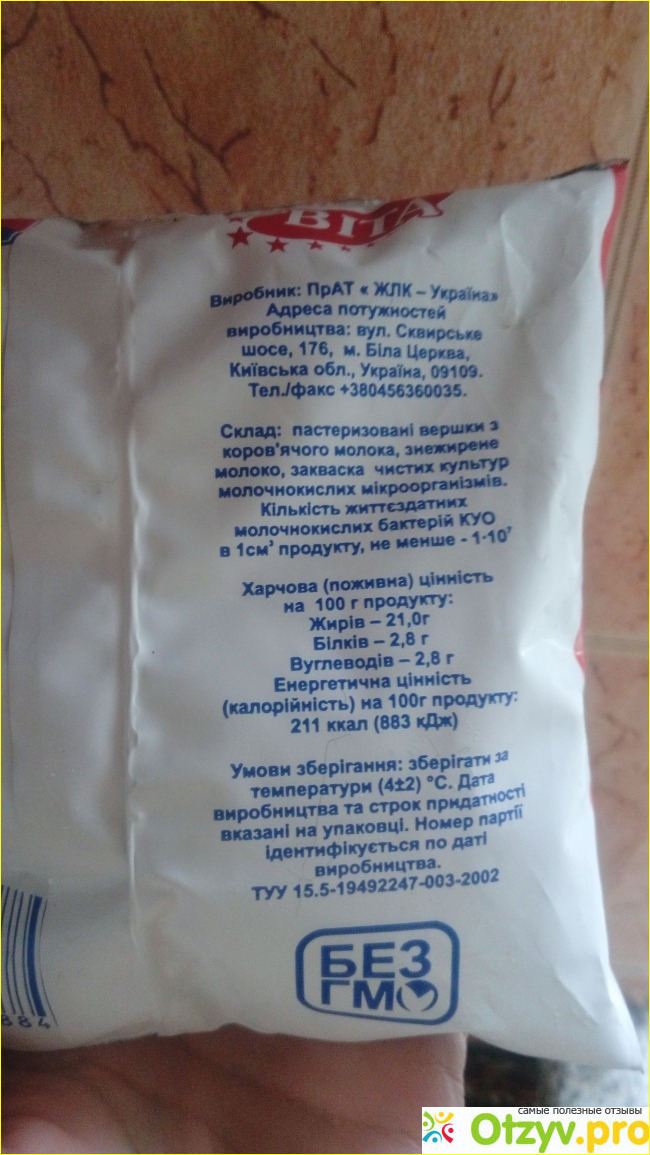 ВІТА
Виробник: ПрАТ « ЖЛК – Україна»
Адреса потужностей
виробництва: вул. Сквирське
шосе, 176, м. Біла Церква,
Київська обл., Україна, 09109.
Тел./факс +380456360035.
Склад: пастеризовані вершки з
коров'ячого молока, знежирене
молоко, закваска чистих культур
молочнокислих мікроорганізмів.
Кількість життєздатних
молочнокислих бактерій КУО
в 1см³ продукту, не менше - 1·10⁷
Харчова (поживна) цінність
на 100 г продукту:
Жирів – 21,0г
Білків – 2,8 г
Вуглеводів – 2,8 г
Енергетична цінність
(калорійність) на 100г продукту:
211 ккал (883 кДж)
Умови зберігання: зберігати за
температури (4±2) °С. Дата
виробництва та строк придатності
вказані на упаковці. Номер партії
ідентифікується по даті
виробництва.
ТУУ 15.5-19492247-003-2002
БЕЗ
ГМО
884
самые полезные отзывы
Otzyv.pro